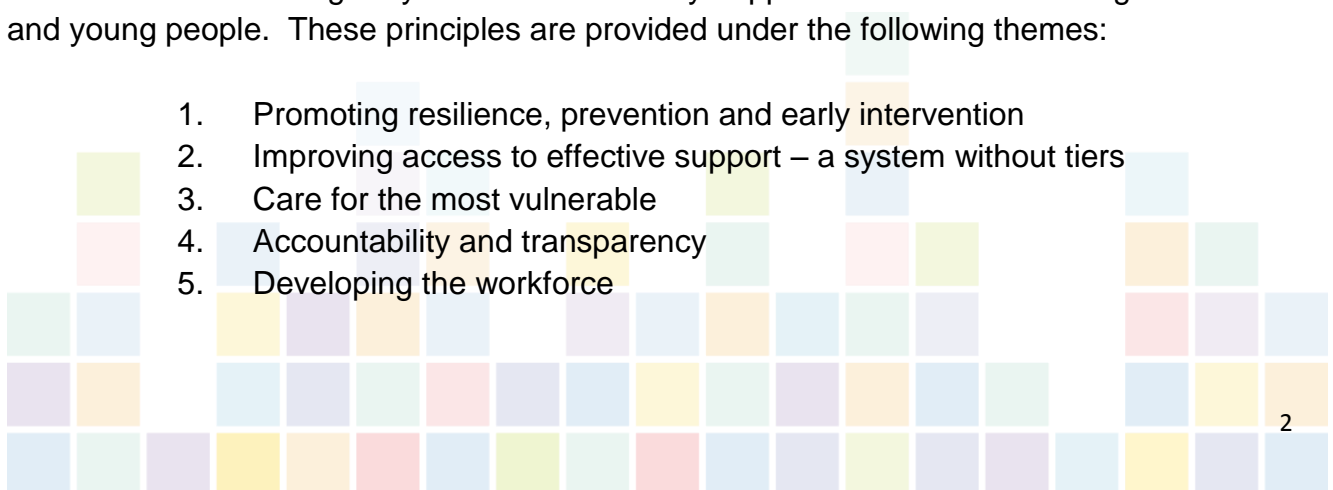 and young people. These principles are provided under the following themes:
1. Promoting resilience, prevention and early intervention
2. Improving access to effective support – a system without tiers
3. Care for the most vulnerable
4. Accountability and transparency
5. Developing the workforce
2